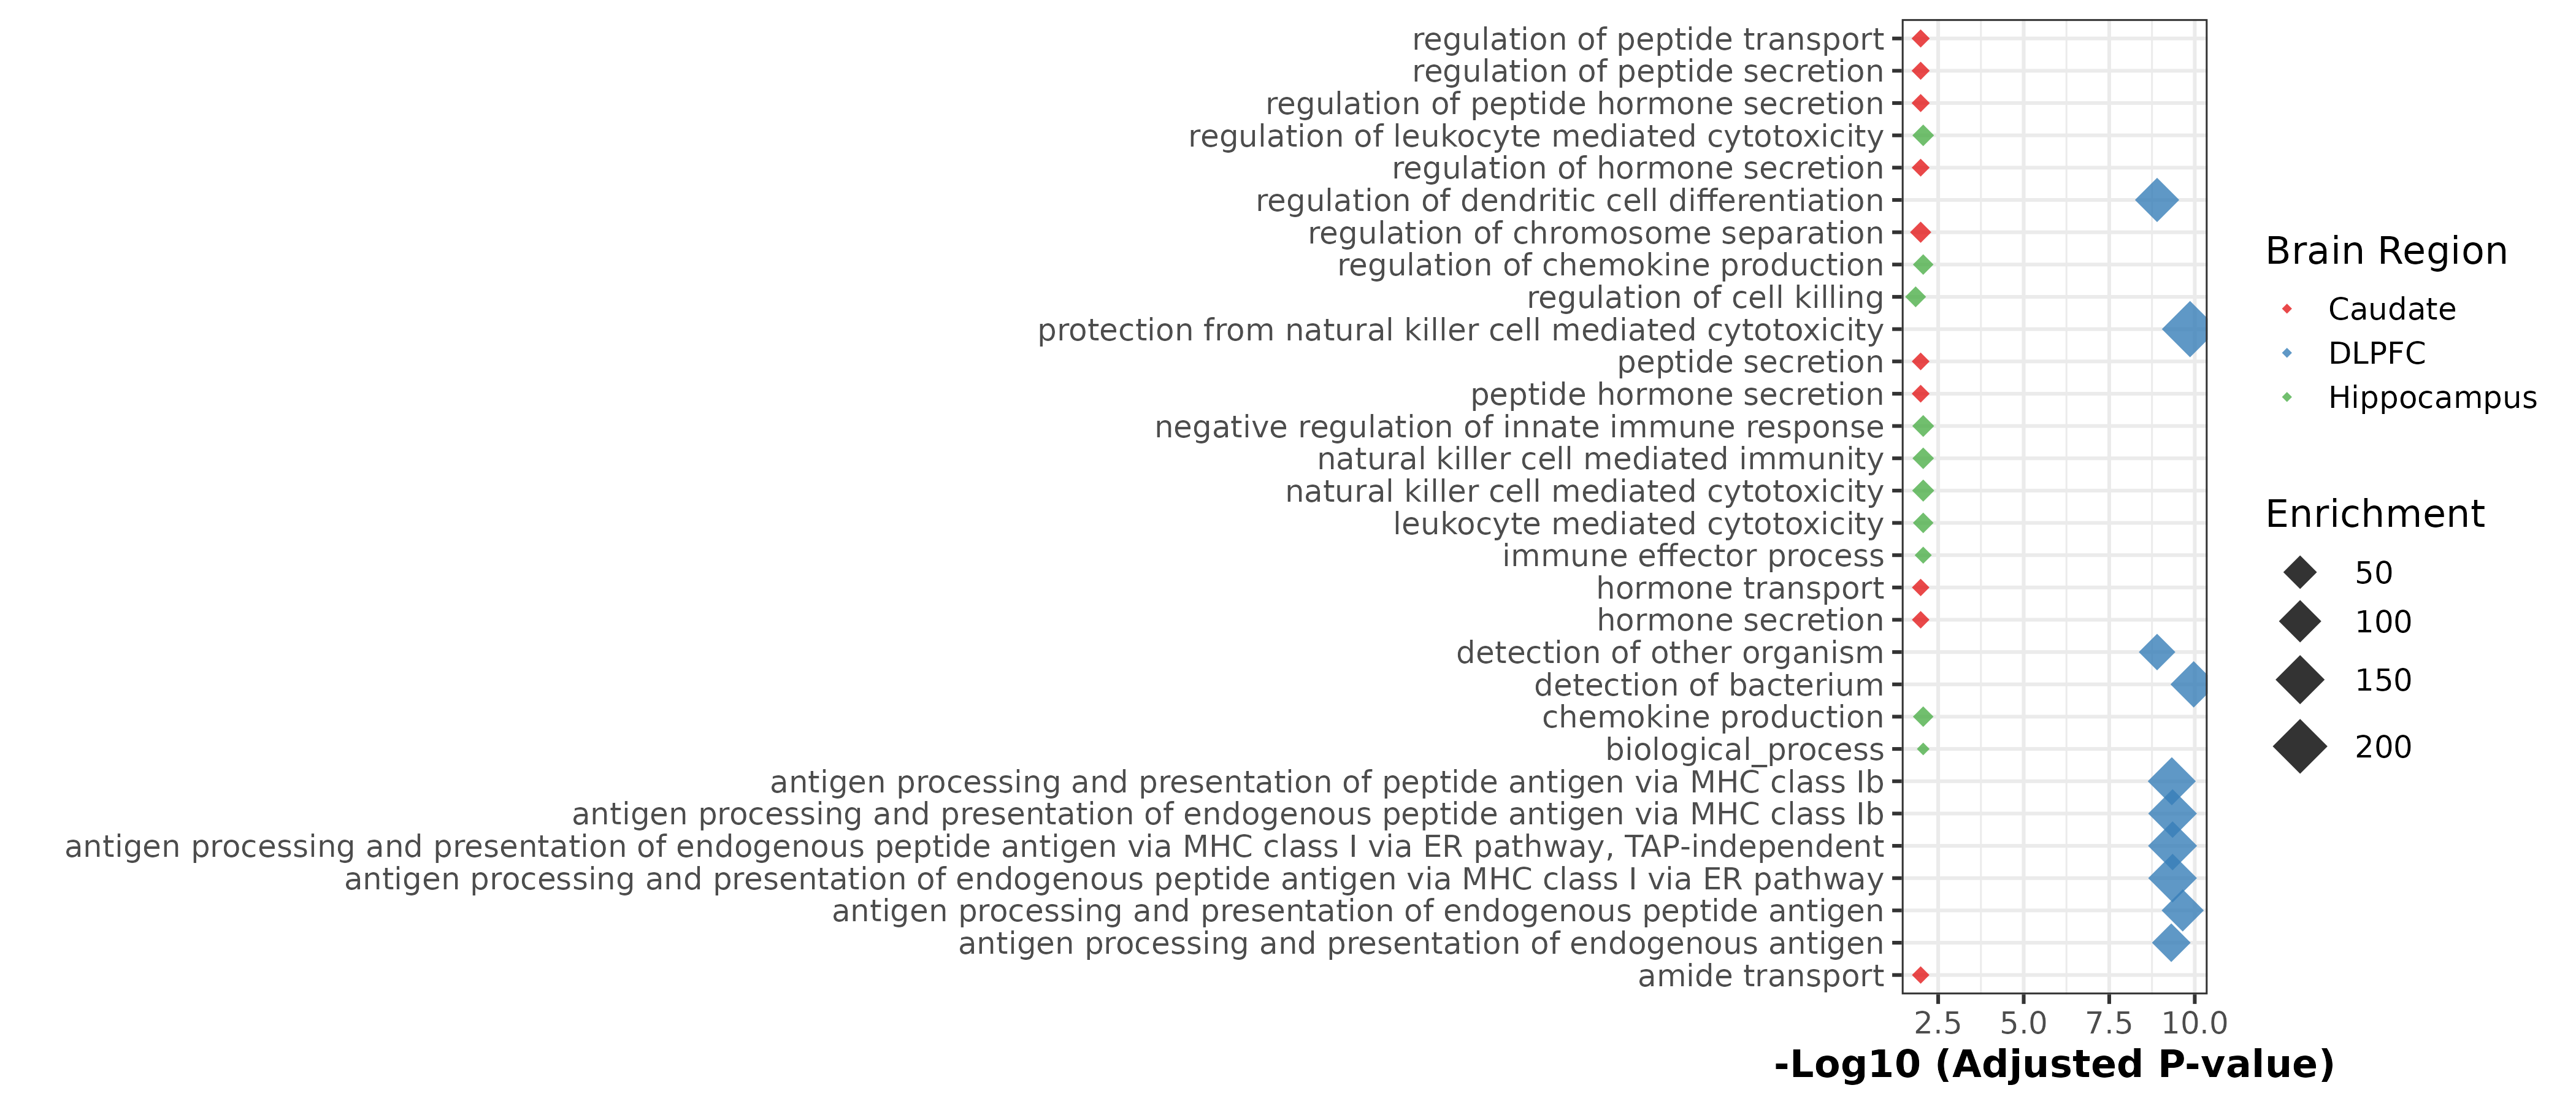 regulation of peptide transport
regulation of peptide secretion
regulation of peptide hormone secretion
regulation of leukocyte mediated cytotoxicity
regulation of hormone secretion
regulation of dendritic cell differentiation
regulation of chromosome separation
regulation of chemokine production
regulation of cell killing
protection from natural killer cell mediated cytotoxicity
peptide secretion
peptide hormone secretion
negative regulation of innate immune response
natural killer cell mediated immunity
natural killer cell mediated cytotoxicity
leukocyte mediated cytotoxicity
immune effector process
hormone transport
hormone secretion
detection of other organism
detection of bacterium
chemokine production
biological_process
antigen processing and presentation of peptide antigen via MHC class Ib
antigen processing and presentation of endogenous peptide antigen via MHC class Ib
antigen processing and presentation of endogenous peptide antigen via MHC class I via ER pathway, TAP-independent
antigen processing and presentation of endogenous peptide antigen via MHC class I via ER pathway
antigen processing and presentation of endogenous peptide antigen
antigen processing and presentation of endogenous antigen
amide transport
2.5 5.0 7.5 10.0
-Log10 (Adjusted P-value)
Brain Region
Caudate
DLPFC
Hippocampus
Enrichment
50
100
150
200